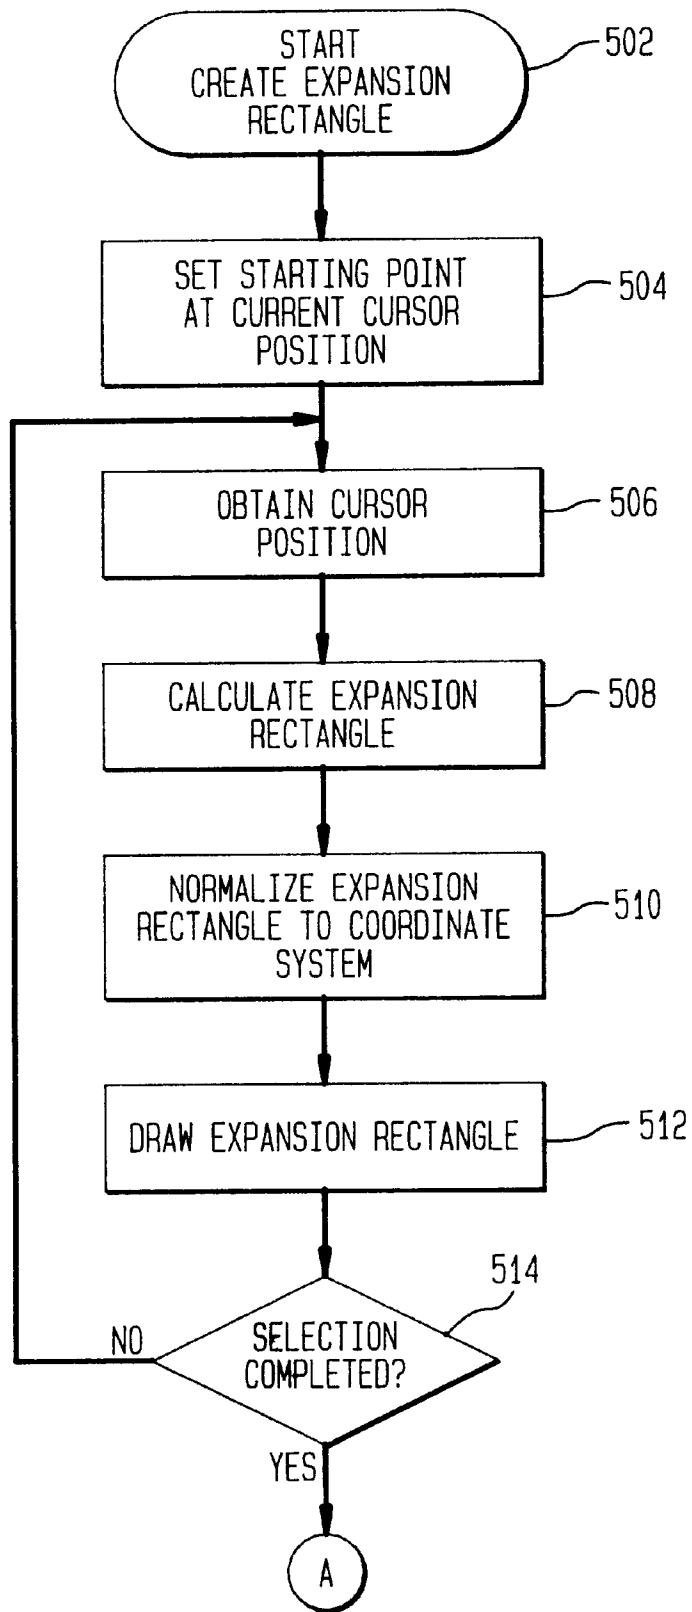 START
CREATE EXPANSION
RECTANGLE
502
SET STARTING POINT
AT CURRENT CURSOR
POSITION
504
OBTAIN CURSOR
POSITION
506
CALCULATE EXPANSION
RECTANGLE
508
NORMALIZE EXPANSION
RECTANGLE TO COORDINATE
SYSTEM
510
DRAW EXPANSION RECTANGLE
512
514
SELECTION
COMPLETED?
NO
YES
A